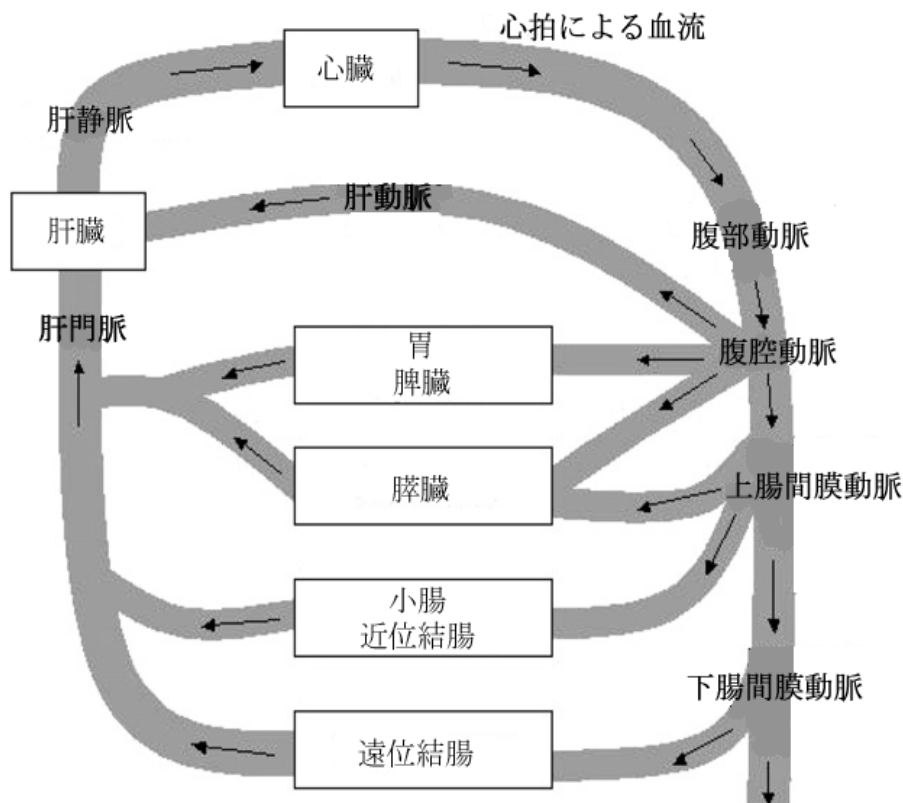 心拍による血流
心臓
肝静脈
肝動脈
肝臓
腹部動脈
肝門脈
胃
脾臓
腹腔動脈
膵臓
上腸間膜動脈
小腸
近位結腸
下腸間膜動脈
遠位結腸